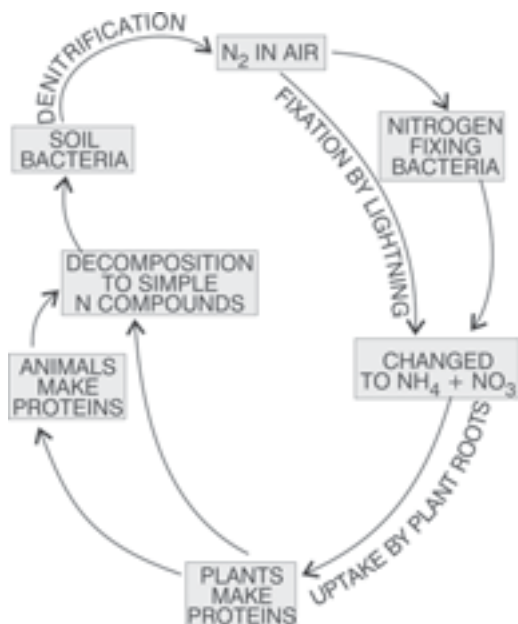 DENITRIFICATION
N₂ IN AIR
FIXATION BY LIGHTNING
NITROGEN
FIXING
BACTERIA
SOIL
BACTERIA
DECOMPOSITION
TO SIMPLE
N COMPOUNDS
ANIMALS
MAKE
PROTEINS
CHANGED
TO NH₄ + NO₃
UPTAKE BY PLANT ROOTS
PLANTS
MAKE
PROTEINS